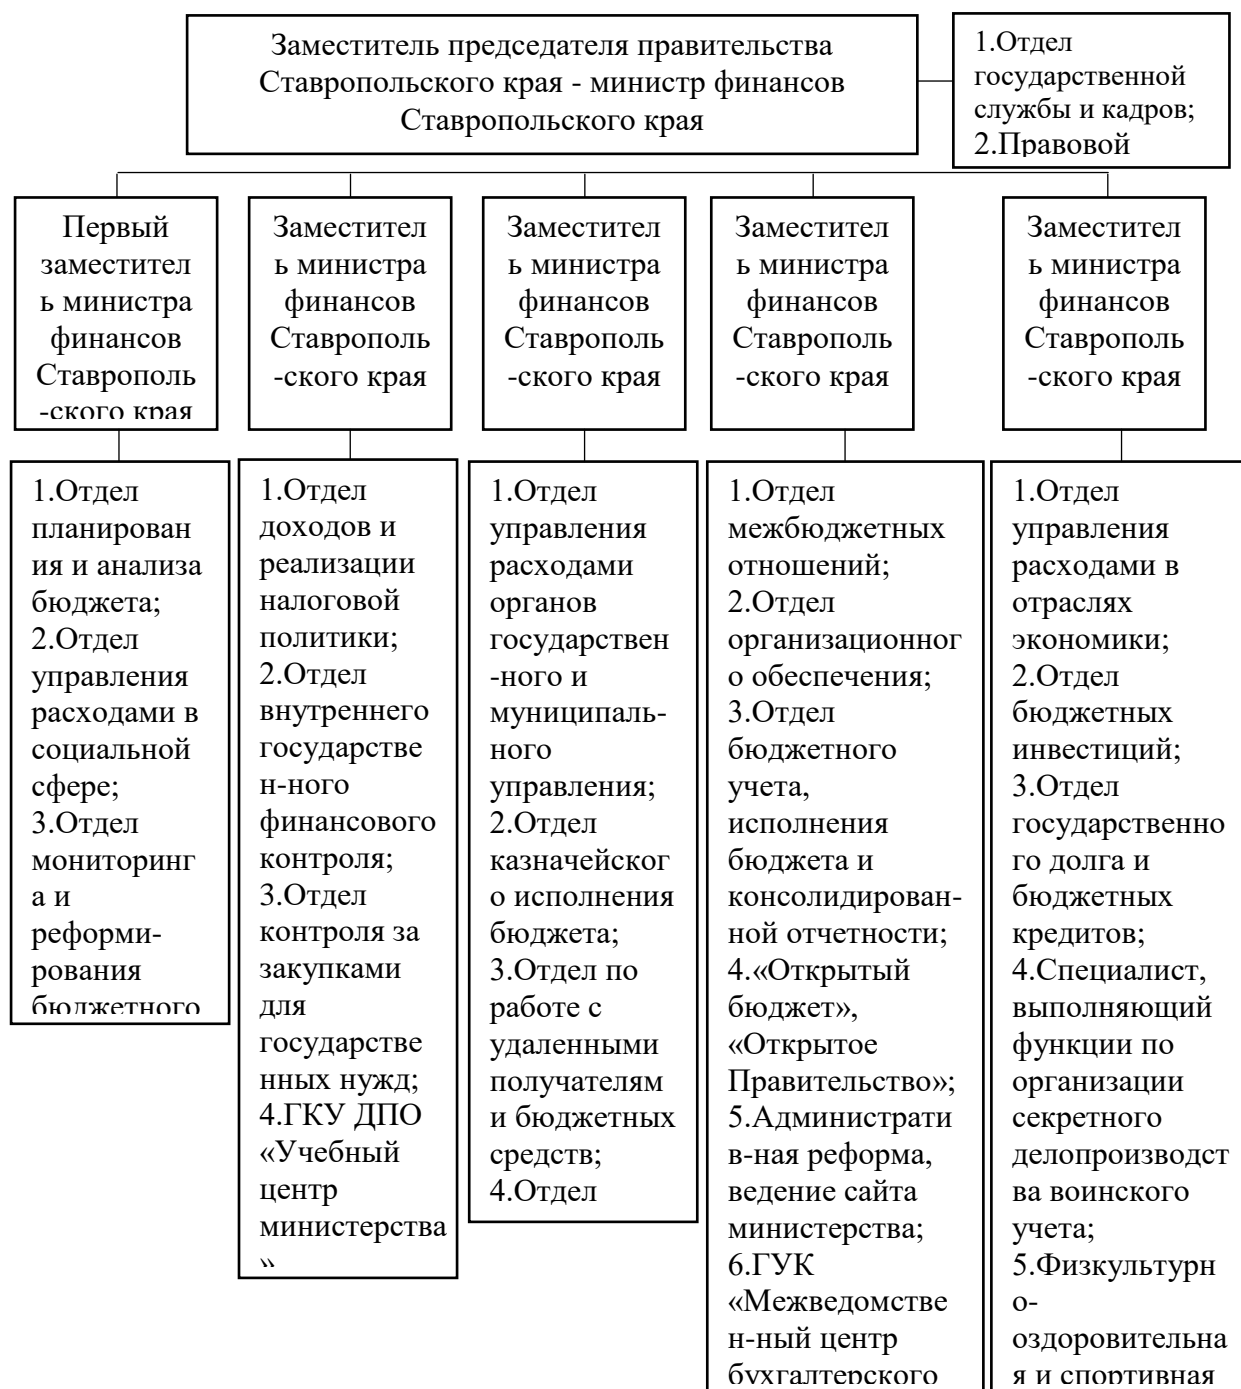 Заместитель председателя правительства
Ставропольского края - министр финансов
Ставропольского края
1.Отдел
государственной
службы и кадров;
2.Правовой
Первый
заместител
ь министра
финансов
Ставрополь
-ского края
Заместител
ь министра
финансов
Ставрополь
-ского края
Заместител
ь министра
финансов
Ставрополь
-ского края
Заместител
ь министра
финансов
Ставрополь
-ского края
Заместител
ь министра
финансов
Ставрополь
-ского края
1.Отдел
планирован
ия и анализа
бюджета;
2.Отдел
управления
расходами в
социальной
сфере;
3.Отдел
мониторинг
а и
реформи-
рования
бюджетного
1.Отдел
доходов и
реализации
налоговой
политики;
2.Отдел
внутреннего
государстве
н-ного
финансового
контроля;
3.Отдел
контроля за
закупками
для
государстве
нных нужд;
4.ГКУ ДПО
«Учебный
центр
министерства
»
1.Отдел
управления
расходами
органов
государствен
-ного и
муниципаль-
ного
управления;
2.Отдел
казначейског
о исполнения
бюджета;
3.Отдел по
работе с
удаленными
получателям
и бюджетных
средств;
4.Отдел
1.Отдел
межбюджетных
отношений;
2.Отдел
организационног
о обеспечения;
3.Отдел
бюджетного
учета,
исполнения
бюджета и
консолидирован-
ной отчетности;
4.«Открытый
бюджет»,
«Открытое
Правительство»;
5.Администрати
в-ная реформа,
ведение сайта
министерства;
6.ГУК
«Межведомстве
н-ный центр
бухгалтерского
1.Отдел
управления
расходами в
отраслях
экономики;
2.Отдел
бюджетных
инвестиций;
3.Отдел
государственно
го долга и
бюджетных
кредитов;
4.Специалист,
выполняющий
функции по
организации
секретного
делопроизводст
ва воинского
учета;
5.Физкультурн
о-
оздоровительна
я и спортивная